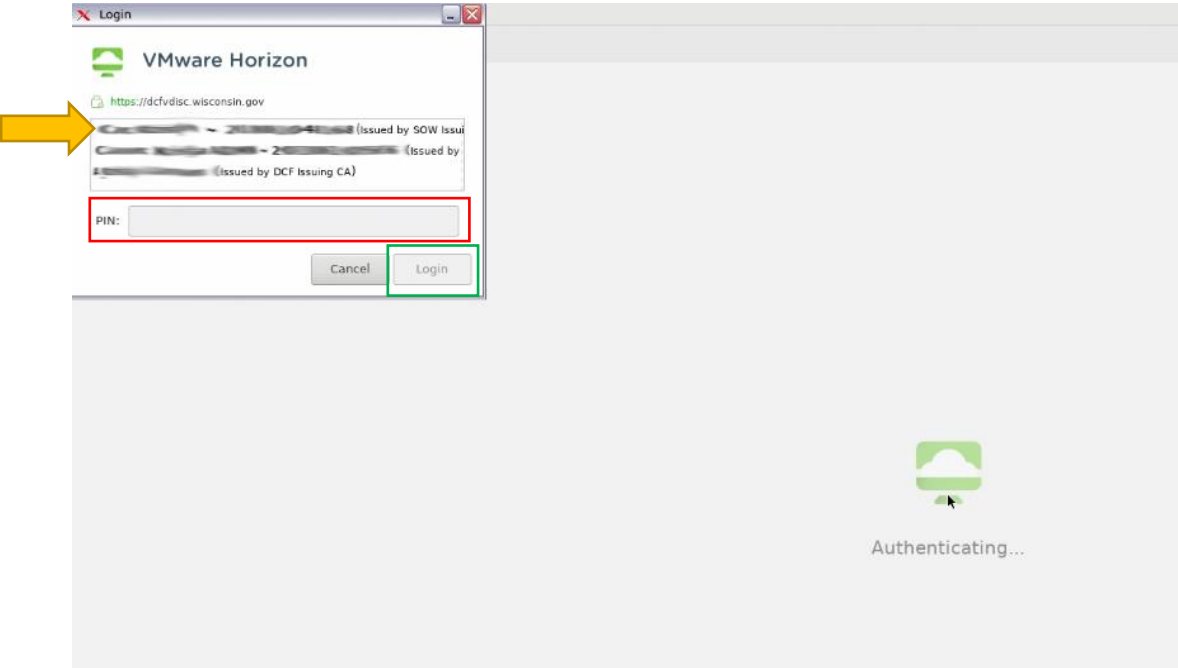 Login
VMware Horizon
https://dcfvdisc.wisconsin.gov
(Issued by SOW Issui
(Issued by
(Issued by DCF Issuing CA)
PIN:
Cancel
Login
Authenticating...